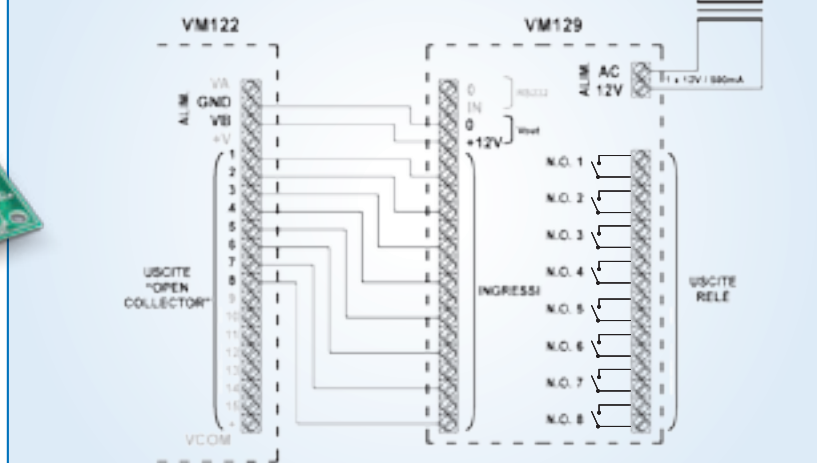 VM122
VA
GND
VB
+V
ALIM.
1
2
3
4
5
6
7
8
9
10
11
12
13
14
15
VCOM
USCITE
"OPEN
COLLECTOR"
VM129
0
IN
RS232
0
+12V
Vout
INGRESSI
ALIM.
AC
12V
1 x 12V / 500mA
N.O. 1
N.O. 2
N.O. 3
N.O. 4
N.O. 5
N.O. 6
N.O. 7
N.O. 8
USCITE
RELÈ